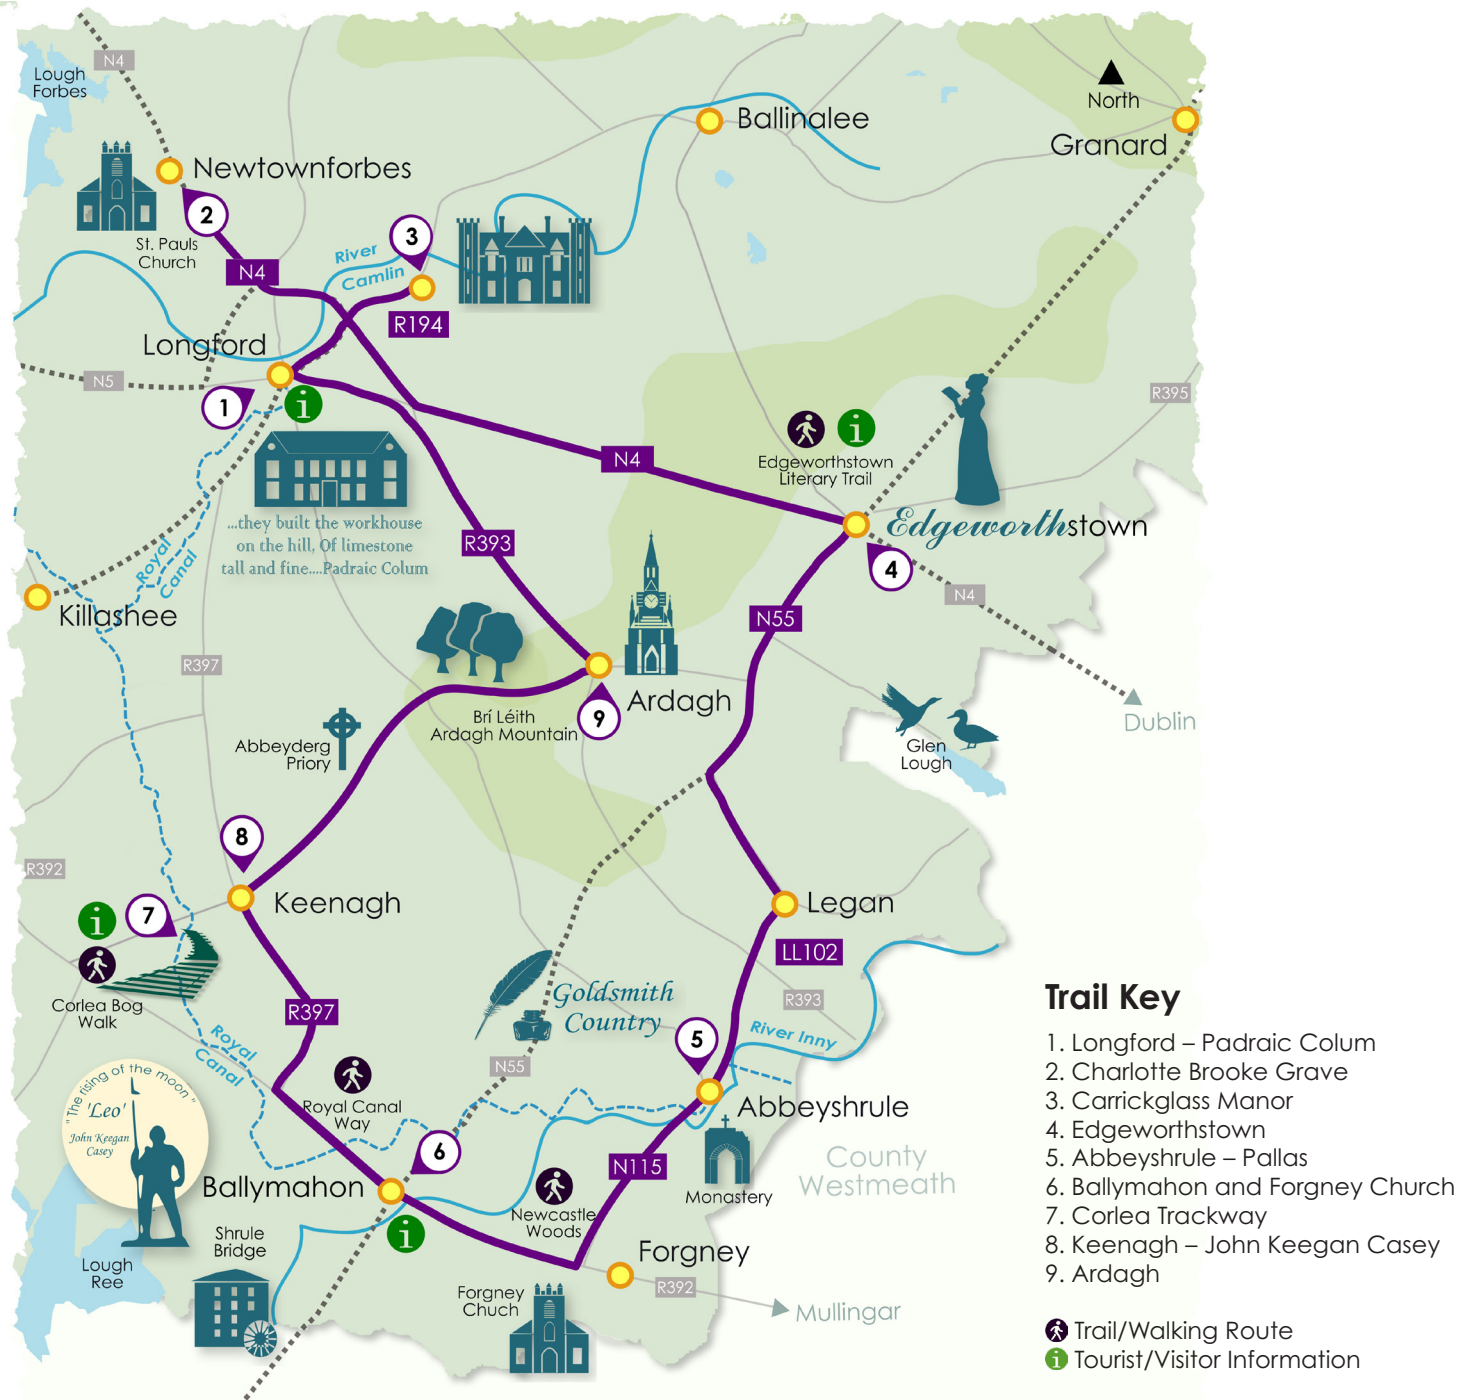 N4
Lough
Forbes
Newtownforbes
2
St. Pauls
Church
N4
3
River
Camlin
R194
Ballinalee
North
Granard
Longford
N5
1
i
...they built the workhouse
on the hill, Of limestone
tall and fine....Padraic Colum
N4
R395
i
Edgeworthstown
Literary Trail
Edgeworthstown
4
N4
R393
Royal
Canal
Killashee
R397
N55
Dublin
Ardagh
9
Brí Léith
Ardagh Mountain
Abbeyderg
Priory
Glen
Lough
8
R392
Keenagh
Legan
i
7
LL102
Corlea Bog
Walk
R397
Goldsmith
Country
R393
River Inny
5
N55
Royal
Canal
Royal Canal
Way
Abbeyshrule
"The rising of the moon"
'Leo'
John Keegan
Casey
6
Ballymahon
N115
Monastery
County
Westmeath
Newcastle
Woods
i
Shrule
Bridge
Lough
Ree
Forgney
R392
Mullingar
Forgney
Chuch
Trail Key
1. Longford – Padraic Colum
2. Charlotte Brooke Grave
3. Carrickglass Manor
4. Edgeworthstown
5. Abbeyshrule – Pallas
6. Ballymahon and Forgney Church
7. Corlea Trackway
8. Keenagh – John Keegan Casey
9. Ardagh
Trail/Walking Route
i Tourist/Visitor Information